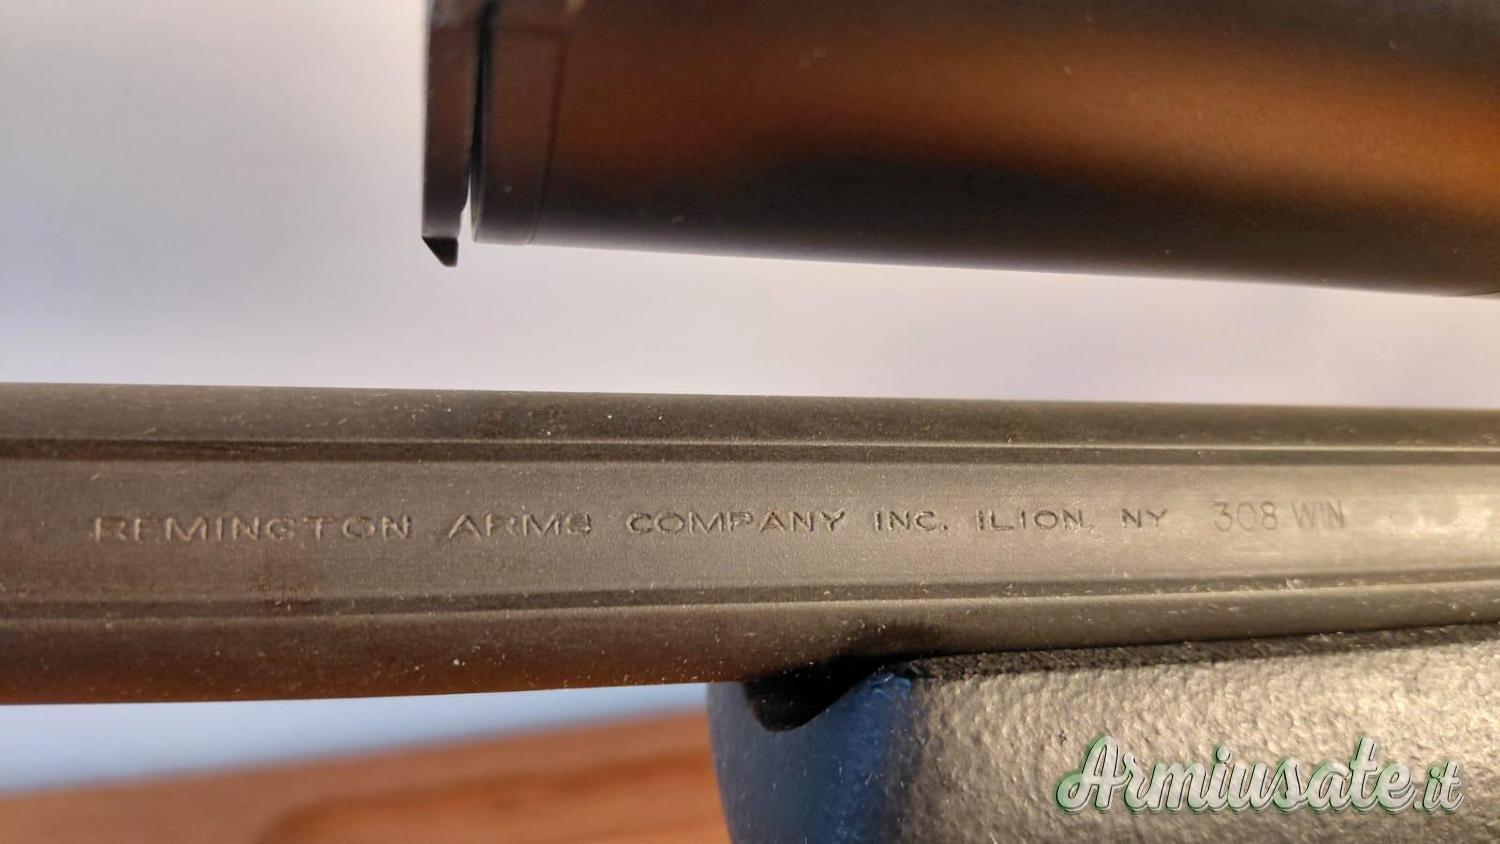 REMINGTON ARMS COMPANY INC. ILION, NY 308 WIN
Armiusate.it